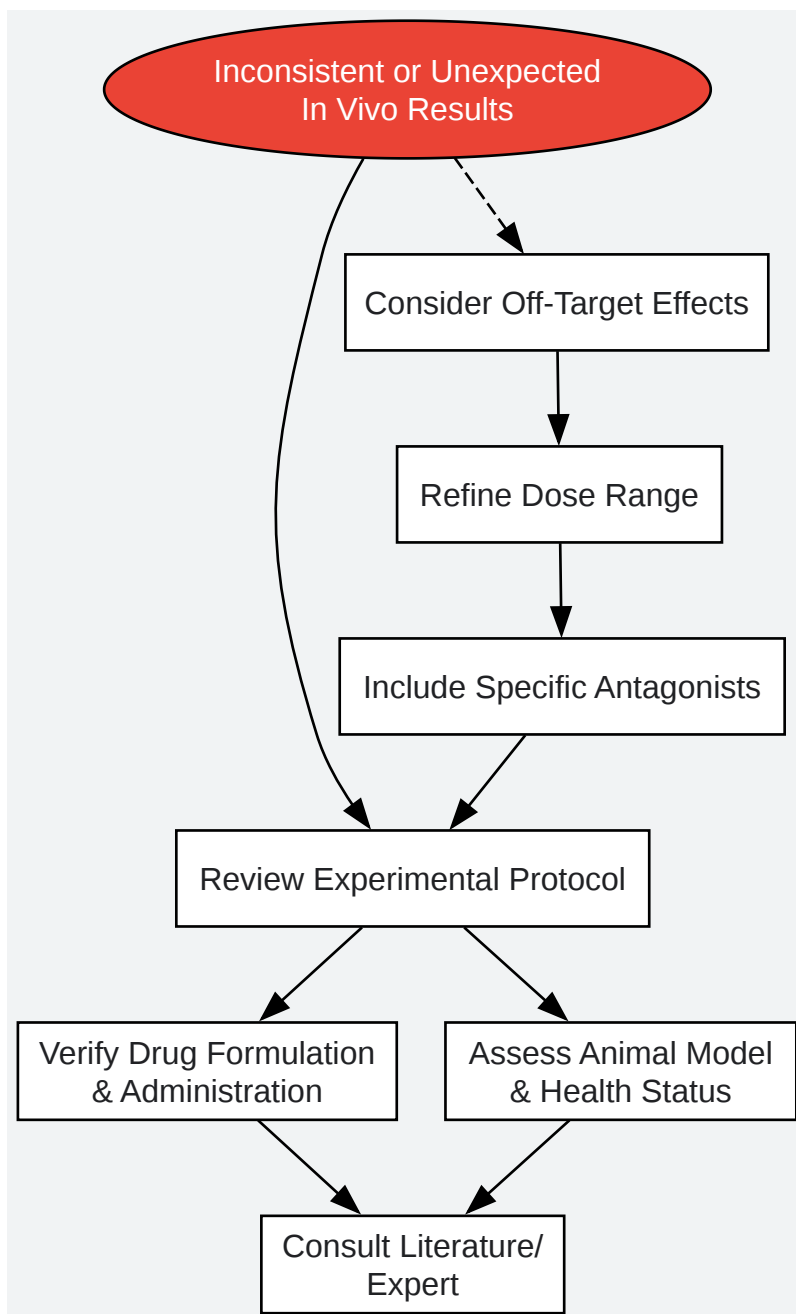 Inconsistent or Unexpected
In Vivo Results
Consider Off-Target Effects
Refine Dose Range
Include Specific Antagonists
Review Experimental Protocol
Verify Drug Formulation
& Administration
Assess Animal Model
& Health Status
Consult Literature/
Expert